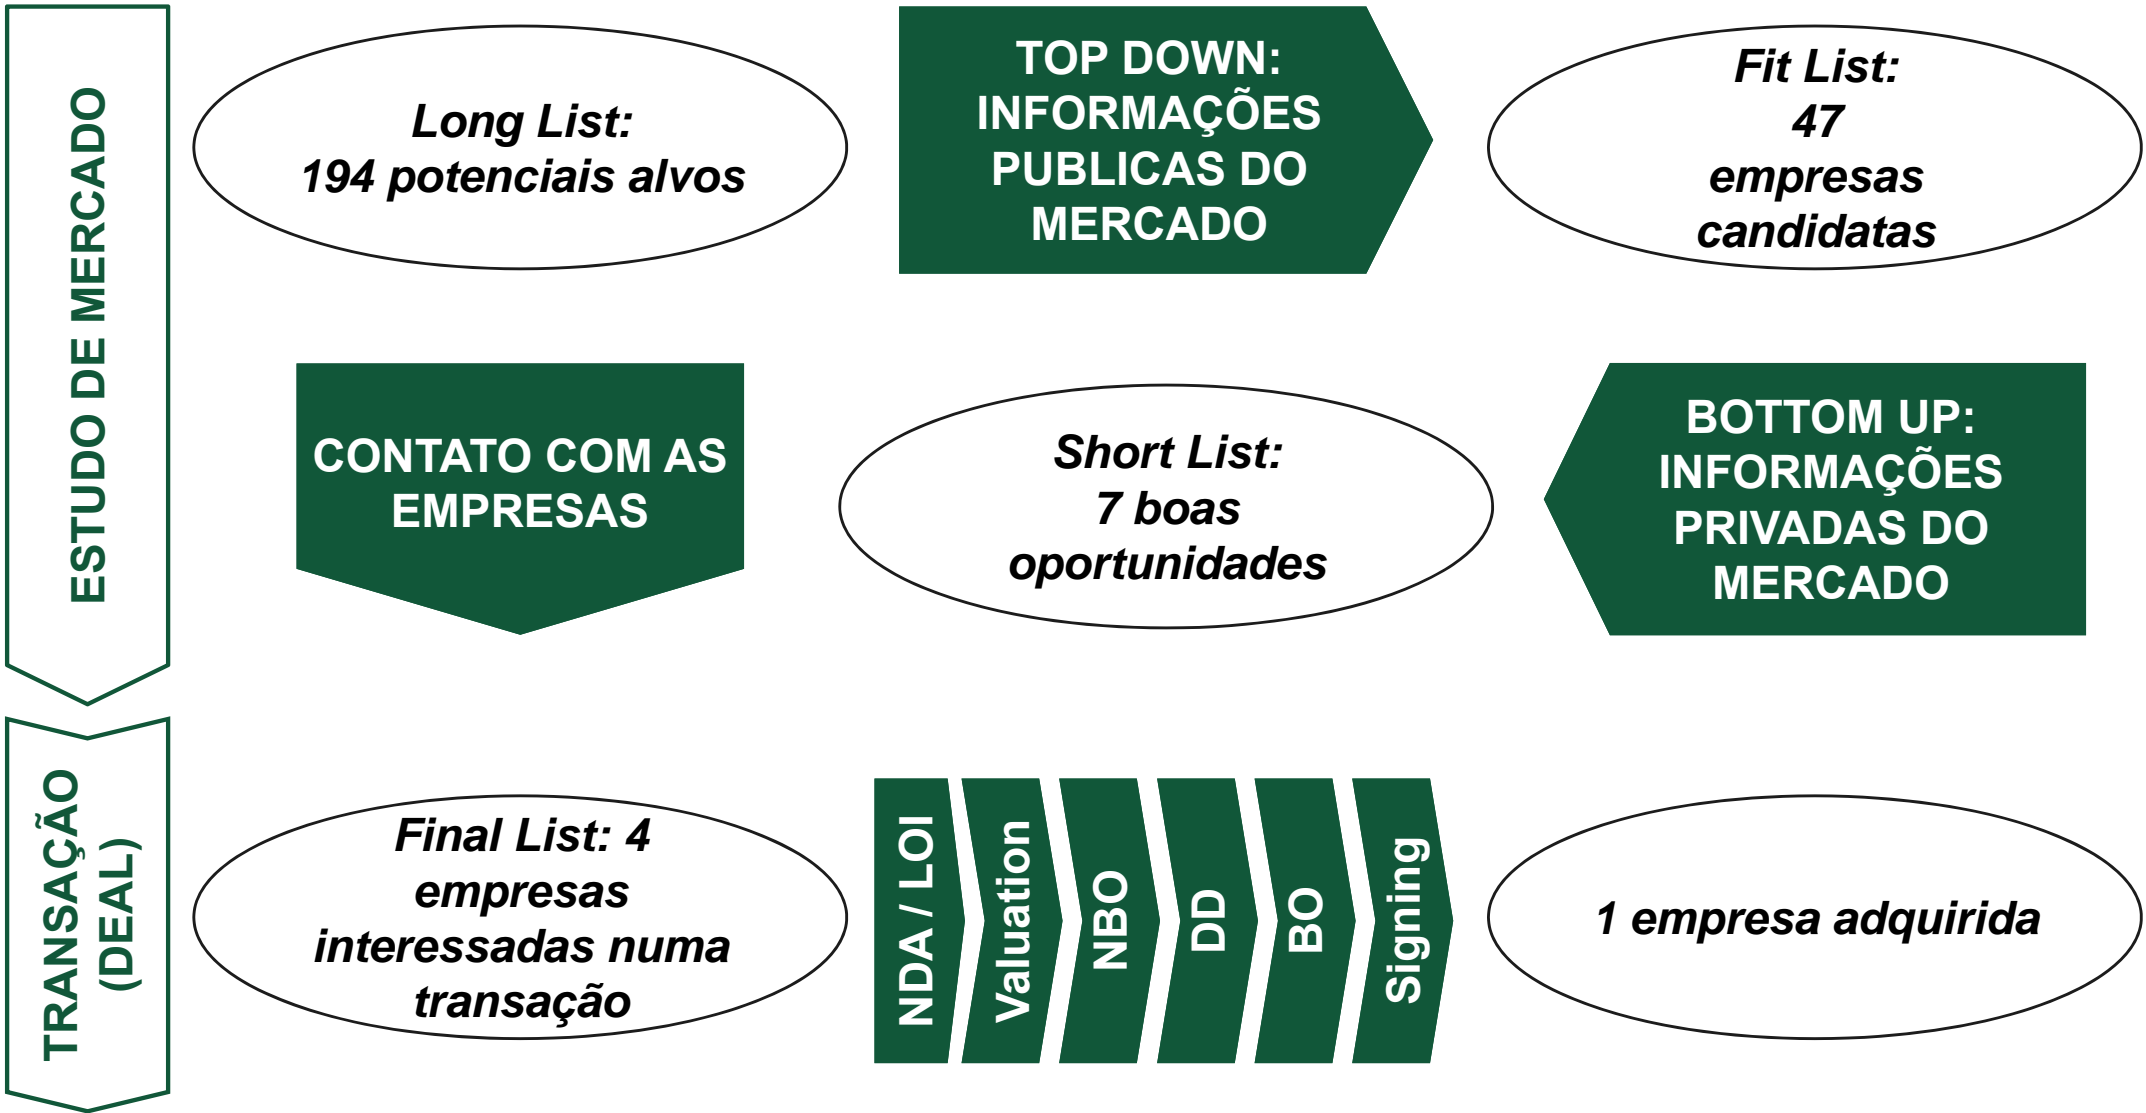 ESTUDO DE MERCADO
Long List:
194 potenciais alvos
TOP DOWN:
INFORMAÇÕES
PUBLICAS DO
MERCADO
Fit List:
47
empresas
candidatas
BOTTOM UP:
INFORMAÇÕES
PRIVADAS DO
MERCADO
Short List:
7 boas
oportunidades
CONTATO COM AS
EMPRESAS
TRANSAÇÃO
(DEAL)
Final List: 4
empresas
interessadas numa
transação
NDA / LOI
Valuation
NBO
DD
BO
Signing
1 empresa adquirida